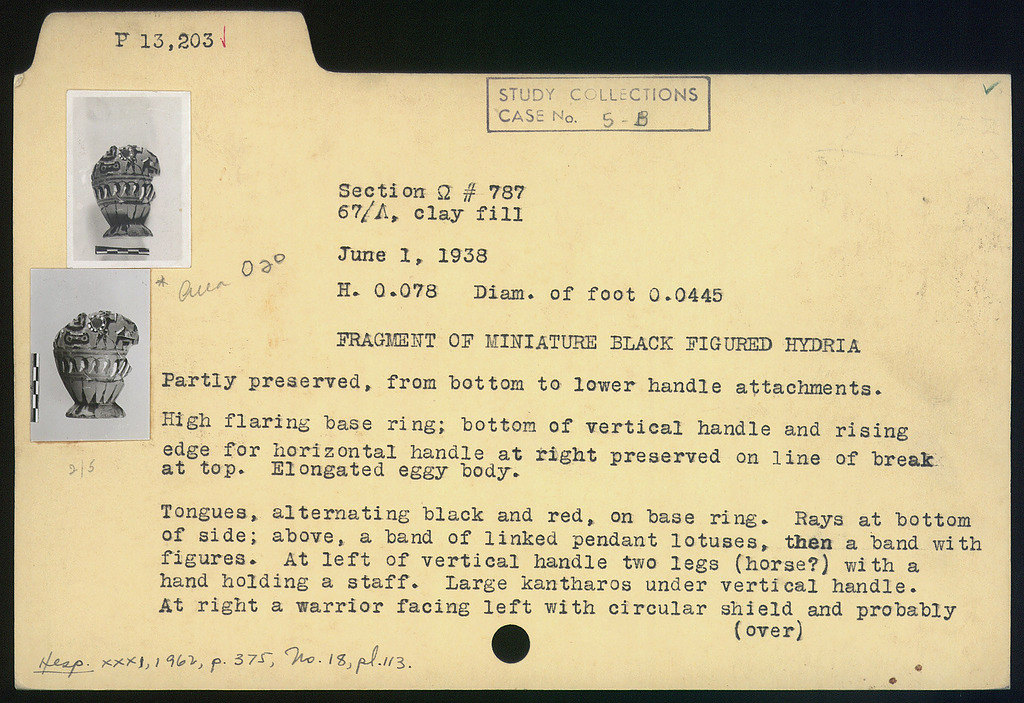 P 13,203
STUDY COLLECTIONS
CASE No. 5-B
Section Ω # 787
67/Λ, clay fill
June 1, 1938
* Area 020
H. 0.078 Diam. of foot 0.0445
FRAGMENT OF MINIATURE BLACK FIGURED HYDRIA
Partly preserved, from bottom to lower handle attachments.
High flaring base ring; bottom of vertical handle and rising
edge for horizontal handle at right preserved on line of break
at top. Elongated eggy body.
2/5
Tongues, alternating black and red, on base ring. Rays at bottom
of side; above, a band of linked pendant lotuses, then a band with
figures. At left of vertical handle two legs (horse?) with a
hand holding a staff. Large kantharos under vertical handle.
At right a warrior facing left with circular shield and probably
(over)
Hesp. XXXI, 1962, p. 375, No. 18, pl. 113.